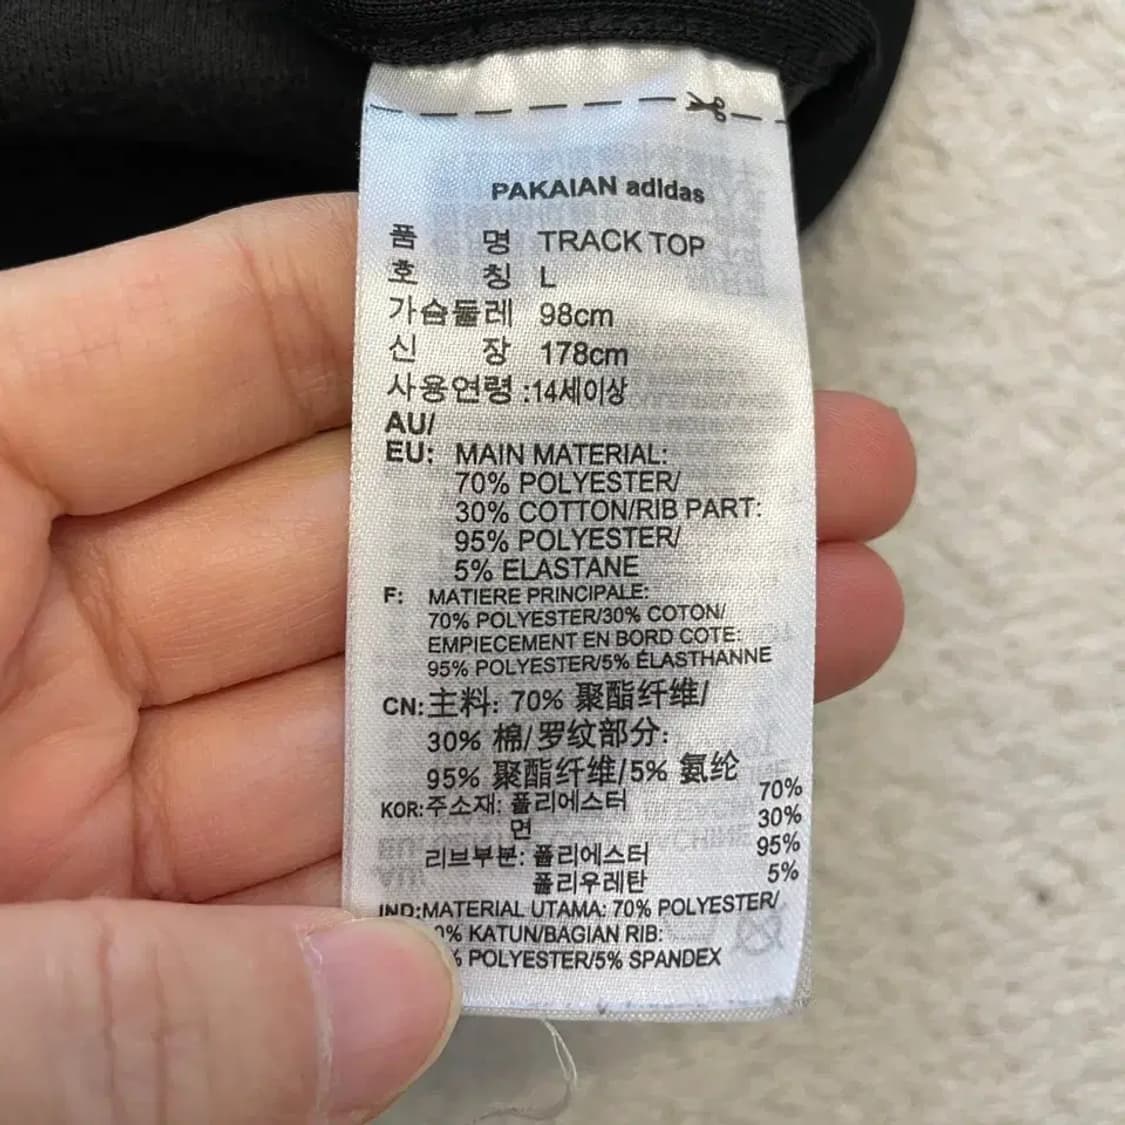 PAKAIAN adidas
품 명 TRACK TOP
호 칭 L
가슴둘레 98cm
신 장 178cm
사용연령 :14세이상
AU/
EU: MAIN MATERIAL:
70% POLYESTER/
30% COTTON/RIB PART:
95% POLYESTER/
5% ELASTANE
F: MATIERE PRINCIPALE:
70% POLYESTER/30% COTON/
EMPIECEMENT EN BORD COTE:
95% POLYESTER/5% ÉLASTHANNE
CN:主料: 70% 聚酯纤维/
30% 棉/罗纹部分:
95% 聚酯纤维/5% 氨纶
KOR:주소재: 폴리에스터 70%
면 30%
리브부분: 폴리에스터 95%
폴리우레탄 5%
IND:MATERIAL UTAMA: 70% POLYESTER/
0% KATUN/BAGIAN RIB:
% POLYESTER/5% SPANDEX